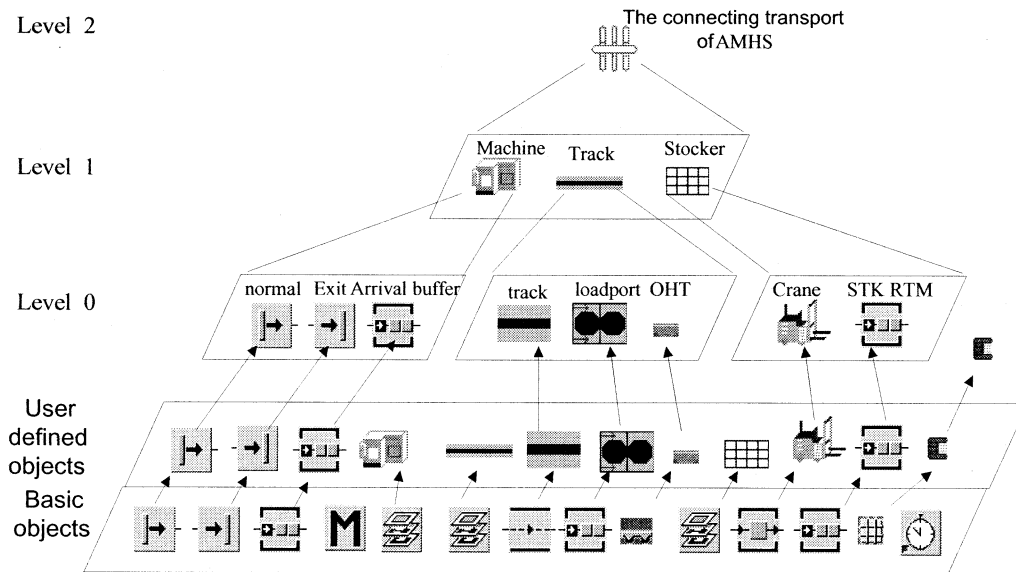 Level 2
The connecting transport
of AMHS
Level 1
Machine
Track
Stocker
Level 0
normal
Exit
Arrival buffer
track
loadport
OHT
Crane
STK RTM
User
defined
objects
Basic
objects
M